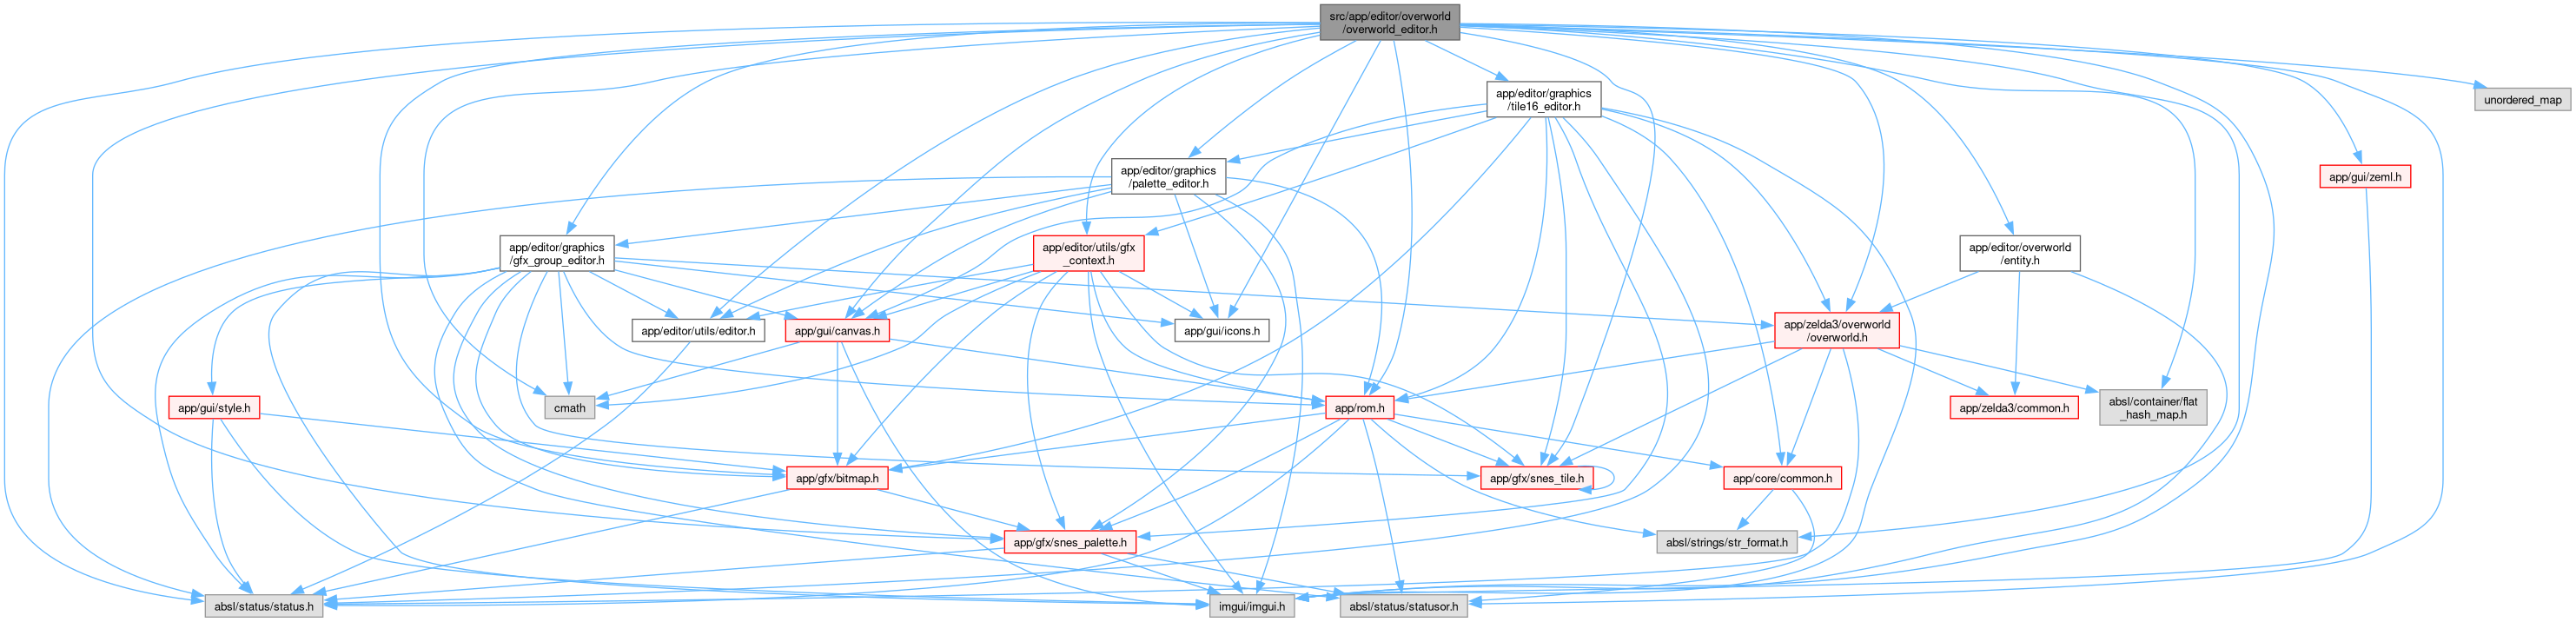 src/app/editor/overworld
/overworld_editor.h
app/editor/graphics
/tile16_editor.h
unordered_map
app/editor/graphics
/palette_editor.h
app/gui/zeml.h
app/editor/graphics
/gfx_group_editor.h
app/editor/utils/gfx
_context.h
app/editor/overworld
/entity.h
app/editor/utils/editor.h
app/gui/canvas.h
app/gui/icons.h
app/zelda3/overworld
/overworld.h
app/gui/style.h
cmath
app/rom.h
app/zelda3/common.h
absl/container/flat
_hash_map.h
app/gfx/bitmap.h
app/gfx/snes_tile.h
app/core/common.h
app/gfx/snes_palette.h
absl/strings/str_format.h
absl/status/status.h
imgui/imgui.h
absl/status/statusor.h